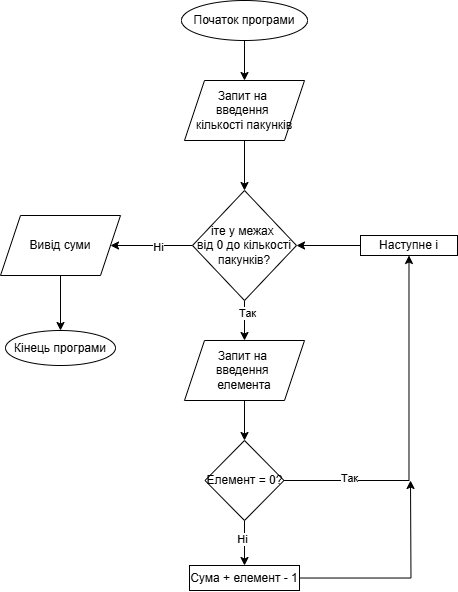 Початок програми
Запит на
введення
кількості пакунків
іте у межах
від 0 до кількості
пакунків?
Ні
Вивід суми
Наступне і
Кінець програми
Так
Запит на
введення
елемента
Елемент = 0?
Так
Ні
Сума + елемент - 1